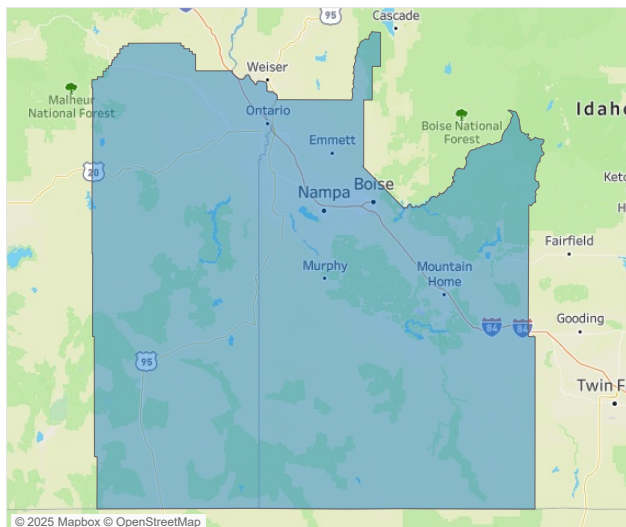 95
Cascade
Weiser
Malheur
National Forest
Idaho
Ontario
Boise National
Forest
Emmett
20
Ketc
Nampa
Boise
H
Fairfield
Murphy
Mountain
Home
84
84
Gooding
95
Twin F
© 2025 Mapbox © OpenStreetMap